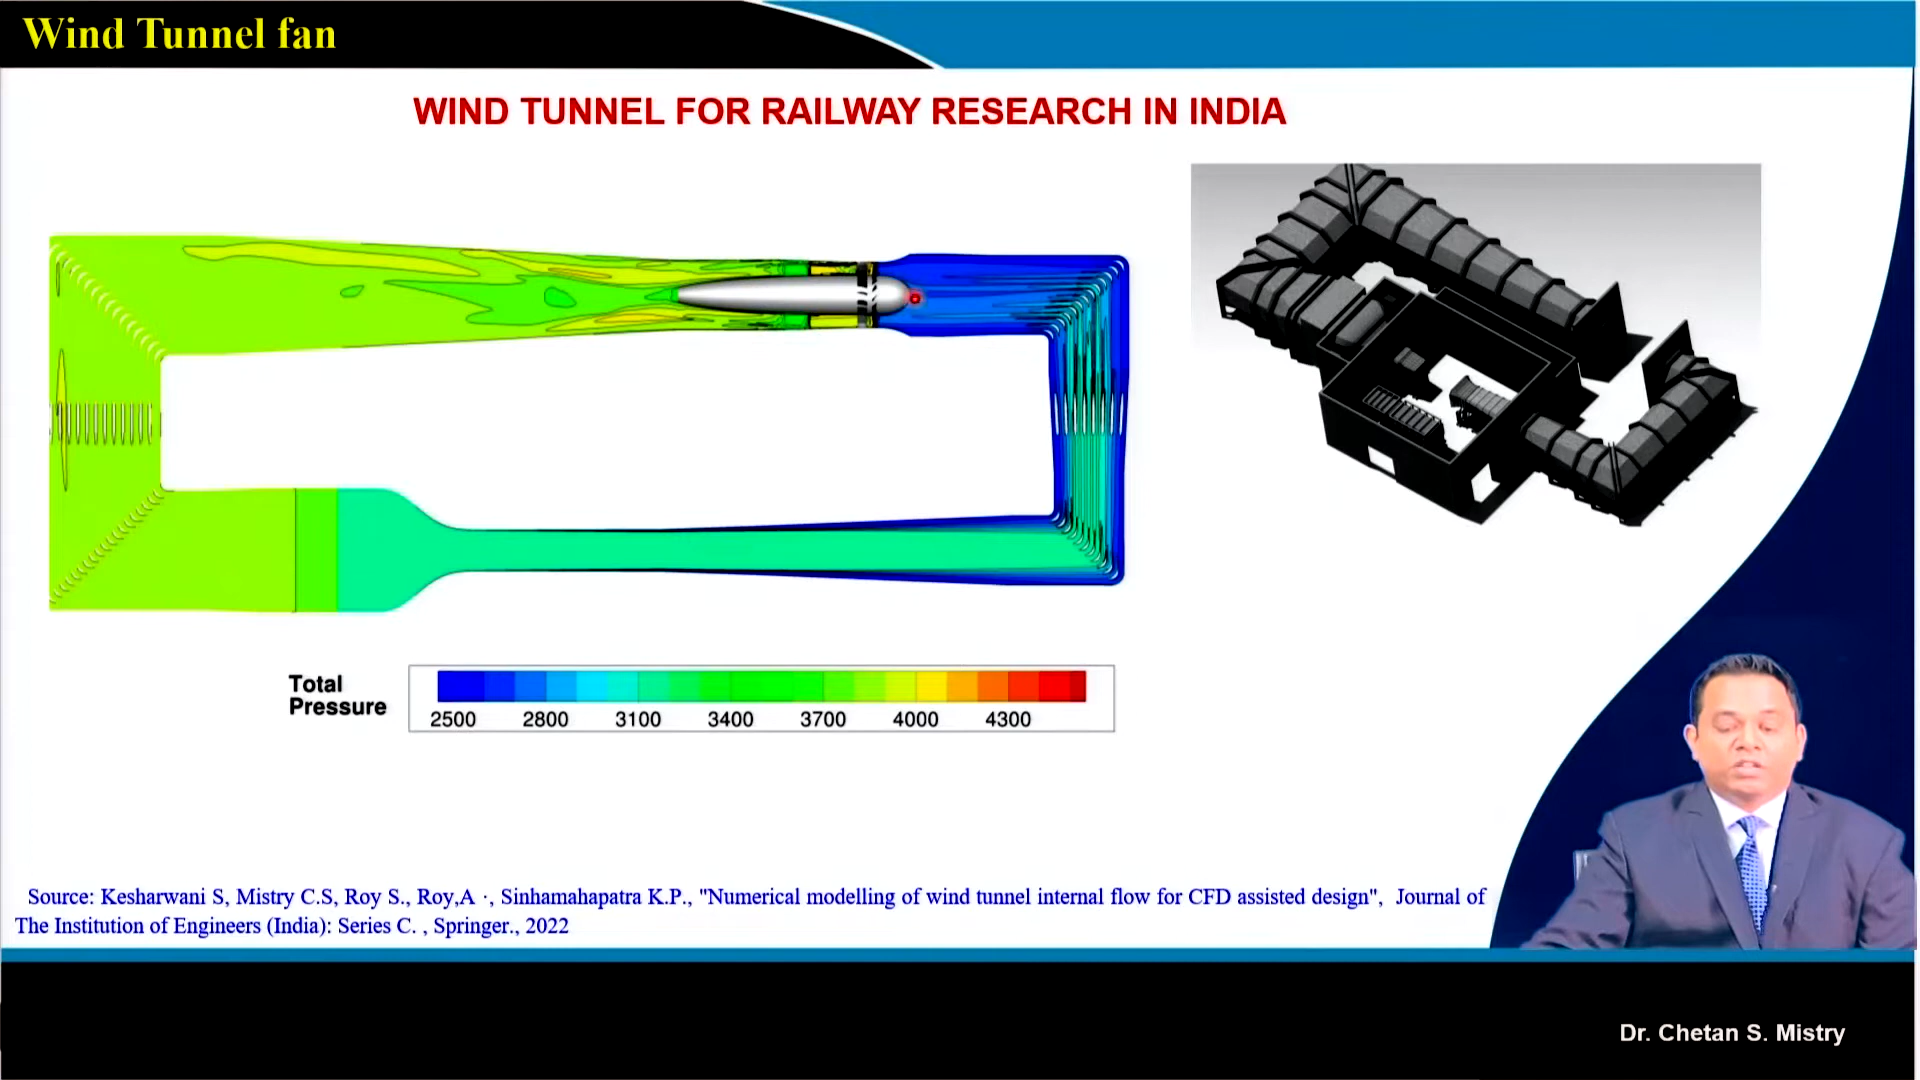 Wind Tunnel fan
WIND TUNNEL FOR RAILWAY RESEARCH IN INDIA
Total
Pressure
2500 2800 3100 3400 3700 4000 4300
Source: Kesharwani S, Mistry C.S, Roy S., Roy,A ·, Sinhamahapatra K.P., "Numerical modelling of wind tunnel internal flow for CFD assisted design", Journal of
The Institution of Engineers (India): Series C. , Springer., 2022
Dr. Chetan S. Mistry